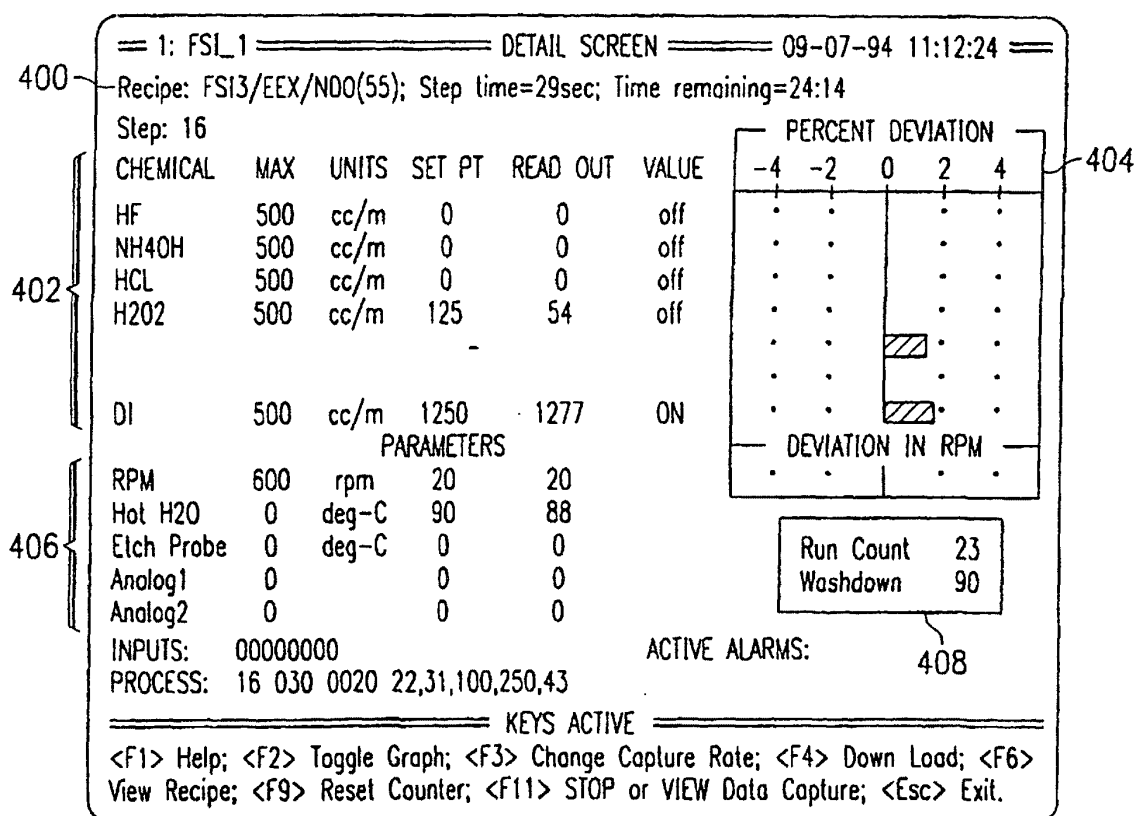 1: FSI_1 DETAIL SCREEN 09-07-94 11:12:24
400
Recipe: FSI3/EEX/NDO(55); Step time=29sec; Time remaining=24:14
Step: 16
PERCENT DEVIATION
404
CHEMICAL MAX UNITS SET PT READ OUT VALUE -4 -2 0 2 4
HF 500 cc/m 0 0 off
NH4OH 500 cc/m 0 0 off
HCL 500 cc/m 0 0 off
402
H2O2 500 cc/m 125 54 off
DI 500 cc/m 1250 1277 ON
PARAMETERS
DEVIATION IN RPM
RPM 600 rpm 20 20
Hot H2O 0 deg-C 90 88
406
Etch Probe 0 deg-C 0 0
Run Count 23
Analog1 0 0 0
Washdown 90
Analog2 0 0 0
INPUTS: 00000000 ACTIVE ALARMS:
408
PROCESS: 16 030 0020 22,31,100,250,43
KEYS ACTIVE
<F1> Help; <F2> Toggle Graph; <F3> Change Capture Rate; <F4> Down Load; <F6>
View Recipe; <F9> Reset Counter; <F11> STOP or VIEW Data Capture; <Esc> Exit.